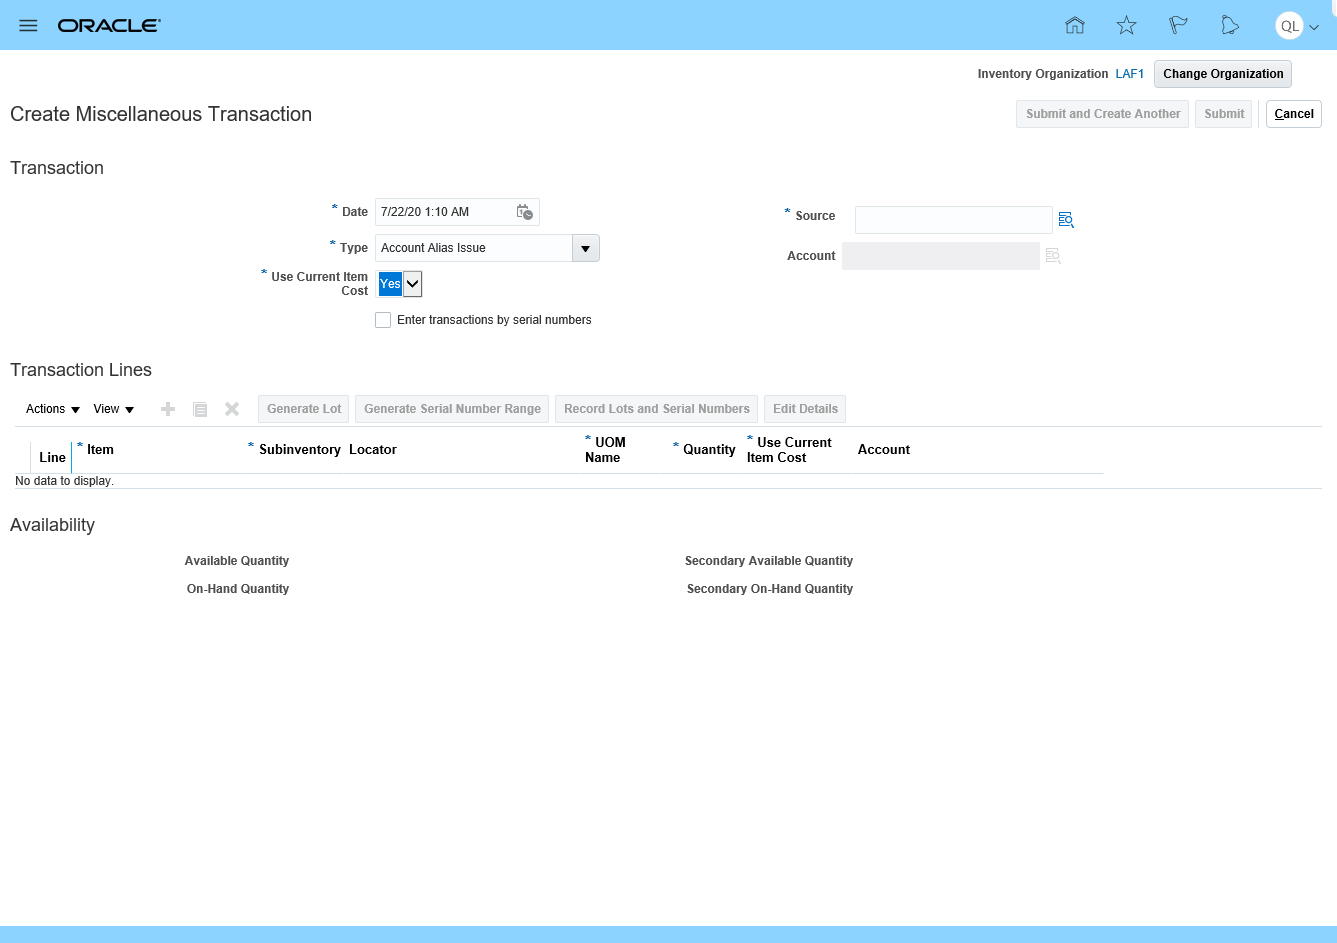 ORACLE
QL
Inventory Organization LAF1 Change Organization
Create Miscellaneous Transaction
Submit and Create Another Submit Cancel
Transaction
* Date 7/22/20 1:10 AM
* Source
* Type Account Alias Issue
Account
* Use Current Item
Cost
Yes
Enter transactions by serial numbers
Transaction Lines
Actions View Generate Lot Generate Serial Number Range Record Lots and Serial Numbers Edit Details
Line * Item * Subinventory Locator * UOM Name * Quantity * Use Current Item Cost Account
No data to display.
Availability
Available Quantity Secondary Available Quantity
On-Hand Quantity Secondary On-Hand Quantity